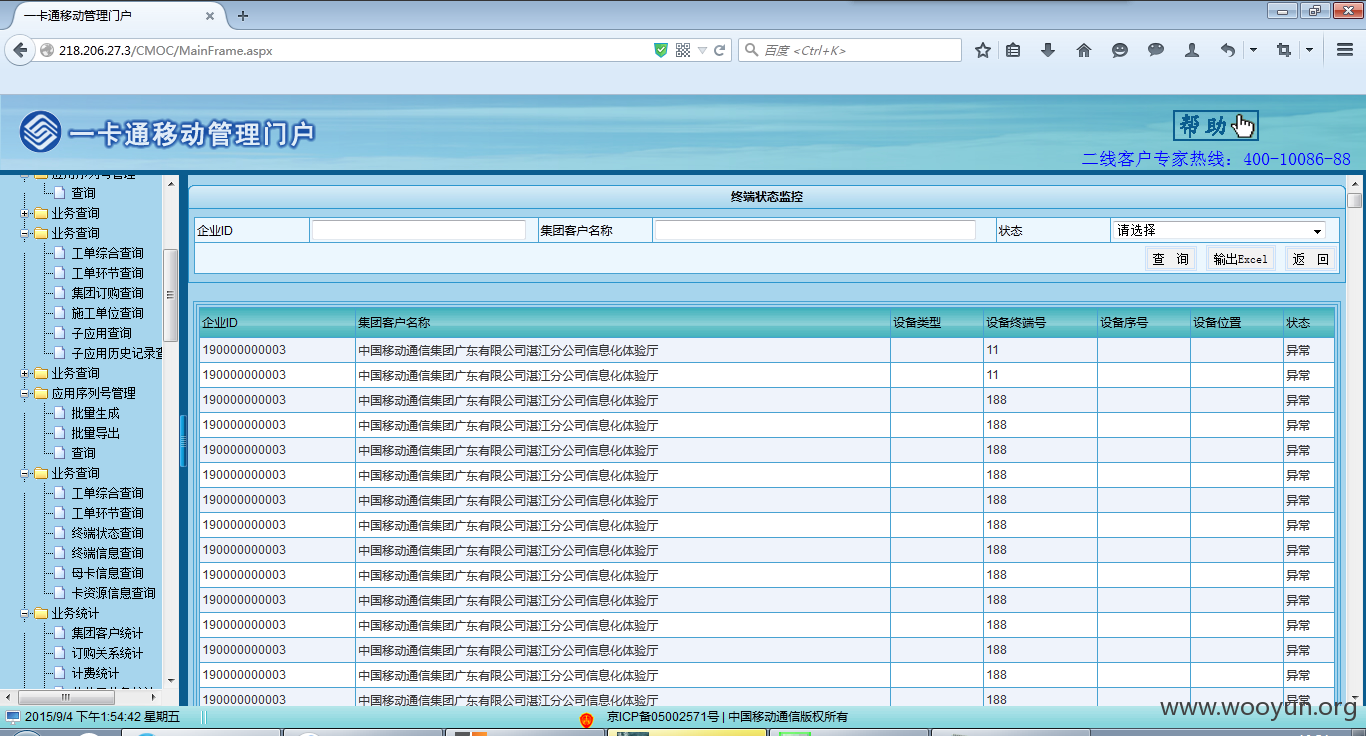 一卡通移动管理门户
218.206.27.3/CMOC/MainFrame.aspx
百度 <Ctrl+K>
一卡通移动管理门户
帮助
二线客户专家热线：400-10086-88
应用序列号管理
查询
业务查询
业务查询
工单综合查询
工单环节查询
集团订购查询
施工单位查询
子应用查询
子应用历史记录查
业务查询
应用序列号管理
批量生成
批量导出
查询
业务查询
工单综合查询
工单环节查询
终端状态查询
终端信息查询
母卡信息查询
卡资源信息查询
业务统计
集团客户统计
订购关系统计
计费统计
终端状态监控
企业ID 集团客户名称 状态 请选择
查 询 输出Excel 返 回
企业ID 集团客户名称 设备类型 设备终端号 设备序号 设备位置 状态
190000000003 中国移动通信集团广东有限公司湛江分公司信息化体验厅 11 异常
190000000003 中国移动通信集团广东有限公司湛江分公司信息化体验厅 11 异常
190000000003 中国移动通信集团广东有限公司湛江分公司信息化体验厅 188 异常
190000000003 中国移动通信集团广东有限公司湛江分公司信息化体验厅 188 异常
190000000003 中国移动通信集团广东有限公司湛江分公司信息化体验厅 188 异常
190000000003 中国移动通信集团广东有限公司湛江分公司信息化体验厅 188 异常
190000000003 中国移动通信集团广东有限公司湛江分公司信息化体验厅 188 异常
190000000003 中国移动通信集团广东有限公司湛江分公司信息化体验厅 188 异常
190000000003 中国移动通信集团广东有限公司湛江分公司信息化体验厅 188 异常
190000000003 中国移动通信集团广东有限公司湛江分公司信息化体验厅 188 异常
190000000003 中国移动通信集团广东有限公司湛江分公司信息化体验厅 188 异常
190000000003 中国移动通信集团广东有限公司湛江分公司信息化体验厅 188 异常
190000000003 中国移动通信集团广东有限公司湛江分公司信息化体验厅 188 异常
190000000003 中国移动通信集团广东有限公司湛江分公司信息化体验厅 188 异常
190000000003 中国移动通信集团广东有限公司湛江分公司信息化体验厅 188 异常
2015/9/4 下午1:54:42 星期五
京ICP备05002571号 | 中国移动通信版权所有
www.wooyun.org